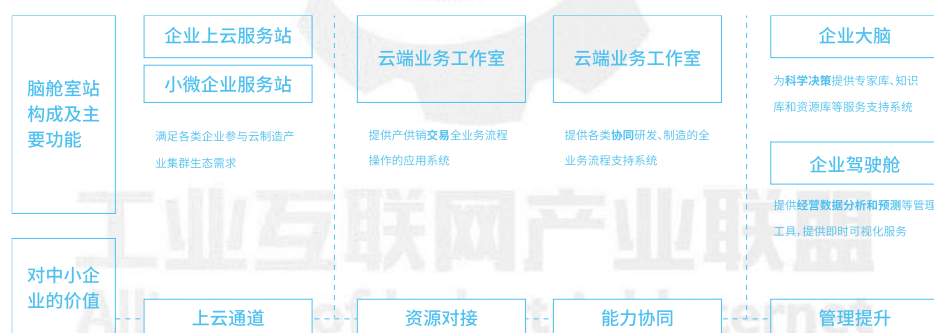 脑舱室站
构成及主
要功能
企业上云服务站
小微企业服务站
满足各类企业参与云制造产
业集群生态需求
云端业务工作室
提供产供销交易全业务流程
操作的应用系统
云端业务工作室
提供各类协同研发、制造的全
业务流程支持系统
企业大脑
为科学决策提供专家库、知识
库和资源库等服务支持系统
企业驾驶舱
提供经营数据分析和预测等管理
工具，提供即时可视化服务
对中小企
业的价值
上云通道
资源对接
能力协同
管理提升
工业互联网产业联盟